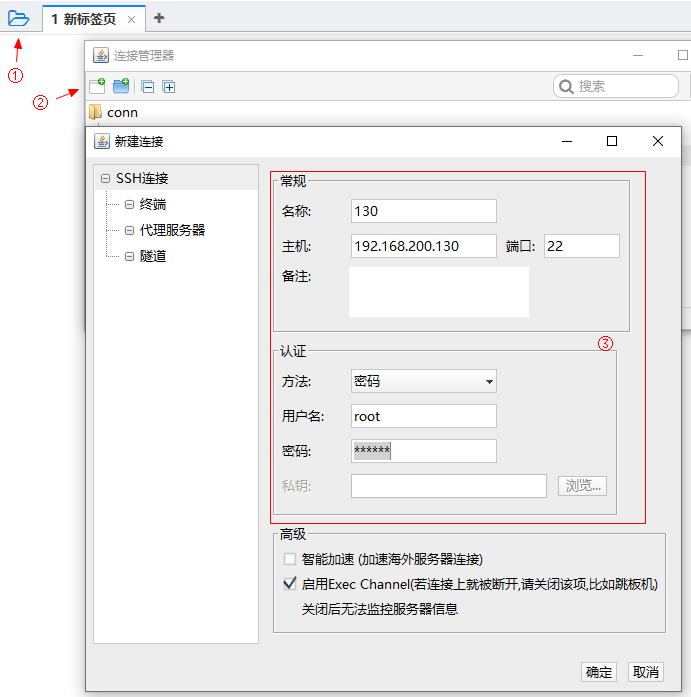 1 新标签页
①
连接管理器
②
搜索
conn
新建连接
SSH连接
终端
代理服务器
隧道
常规
名称: 130
主机: 192.168.200.130 端口: 22
备注:
③
认证
方法: 密码
用户名: root
密码: ******
私钥: 浏览...
高级
智能加速 (加速海外服务器连接)
启用Exec Channel(若连接上就被断开,请关闭该项,比如跳板机)
关闭后无法监控服务器信息
确定 取消